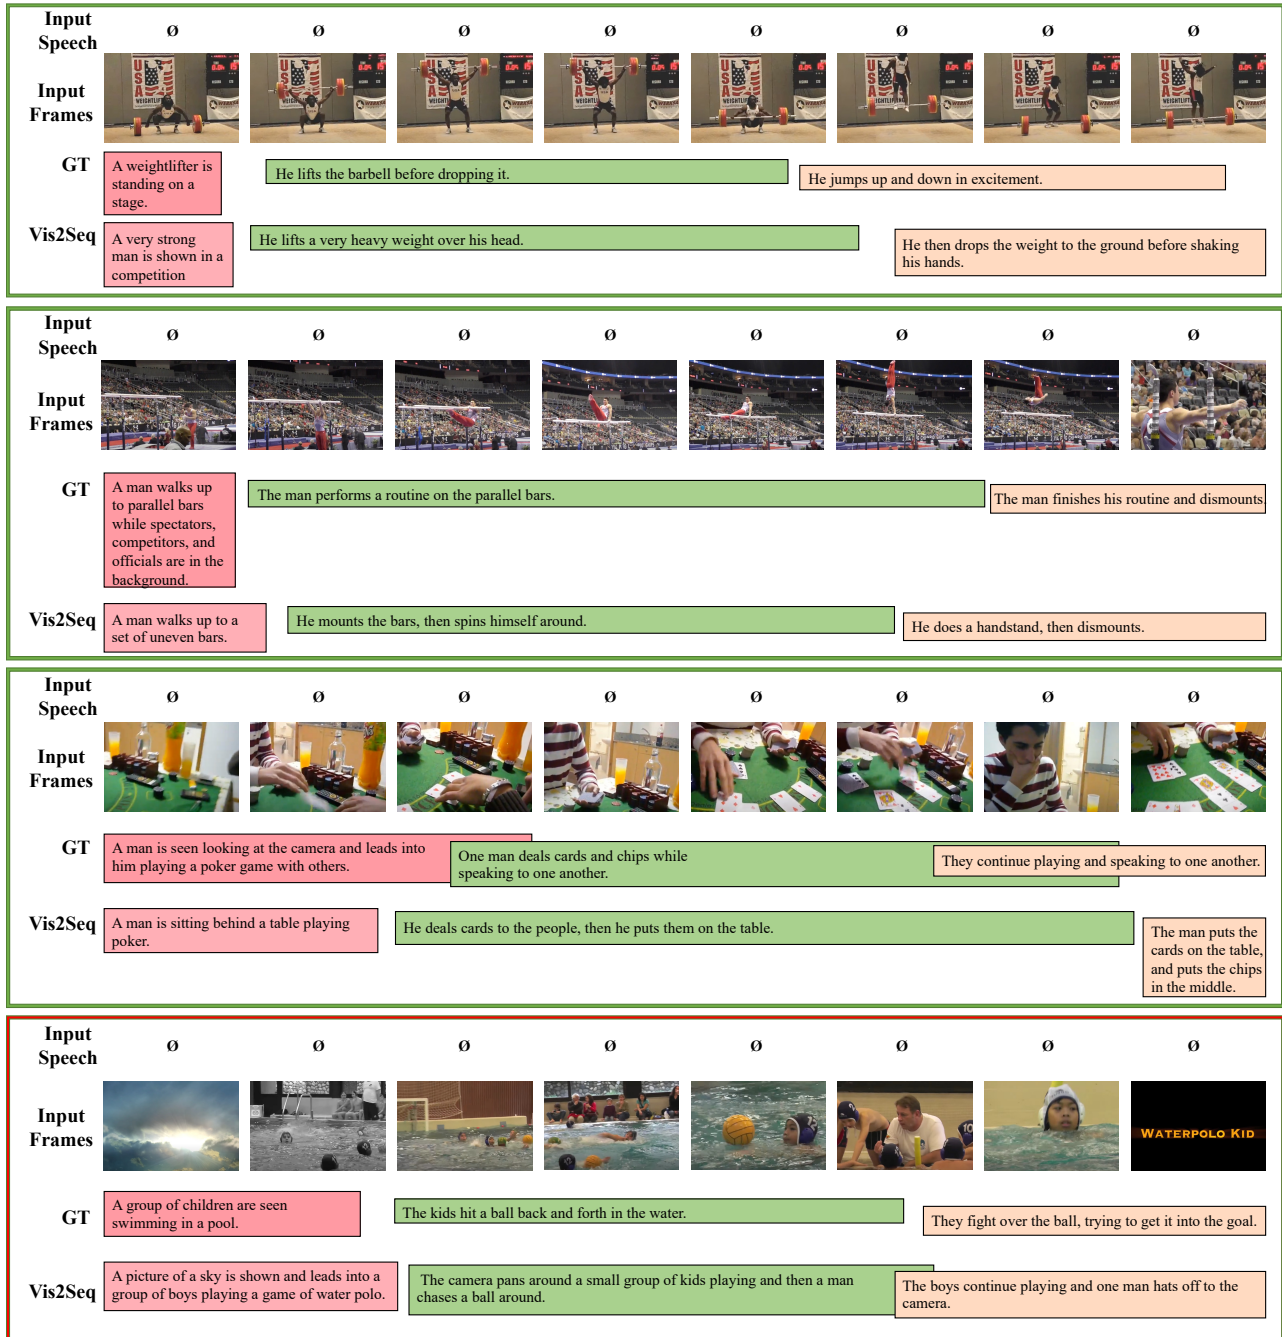 Input
Speech
Ø Ø Ø Ø Ø Ø Ø Ø
Input
Frames
USA
WEIGHTLIFTING
GT
A weightlifter is
standing on a
stage.
He lifts the barbell before dropping it.
He jumps up and down in excitement.
Vis2Seq
A very strong
man is shown in a
competition
He lifts a very heavy weight over his head.
He then drops the weight to the ground before shaking
his hands.
Input
Speech
Ø Ø Ø Ø Ø Ø Ø Ø
Input
Frames
GT
A man walks up
to parallel bars
while spectators,
competitors, and
officials are in the
background.
The man performs a routine on the parallel bars.
The man finishes his routine and dismounts.
Vis2Seq
A man walks up to a
set of uneven bars.
He mounts the bars, then spins himself around.
He does a handstand, then dismounts.
Input
Speech
Ø Ø Ø Ø Ø Ø Ø Ø
Input
Frames
GT
A man is seen looking at the camera and leads into
him playing a poker game with others.
One man deals cards and chips while
speaking to one another.
They continue playing and speaking to one another.
Vis2Seq
A man is sitting behind a table playing
poker.
He deals cards to the people, then he puts them on the table.
The man puts the
cards on the table,
and puts the chips
in the middle.
Input
Speech
Ø Ø Ø Ø Ø Ø Ø Ø
Input
Frames
WATERPOLO KID
GT
A group of children are seen
swimming in a pool.
The kids hit a ball back and forth in the water.
They fight over the ball, trying to get it into the goal.
Vis2Seq
A picture of a sky is shown and leads into a
group of boys playing a game of water polo.
The camera pans around a small group of kids playing and then a man
chases a ball around.
The boys continue playing and one man hats off to the
camera.